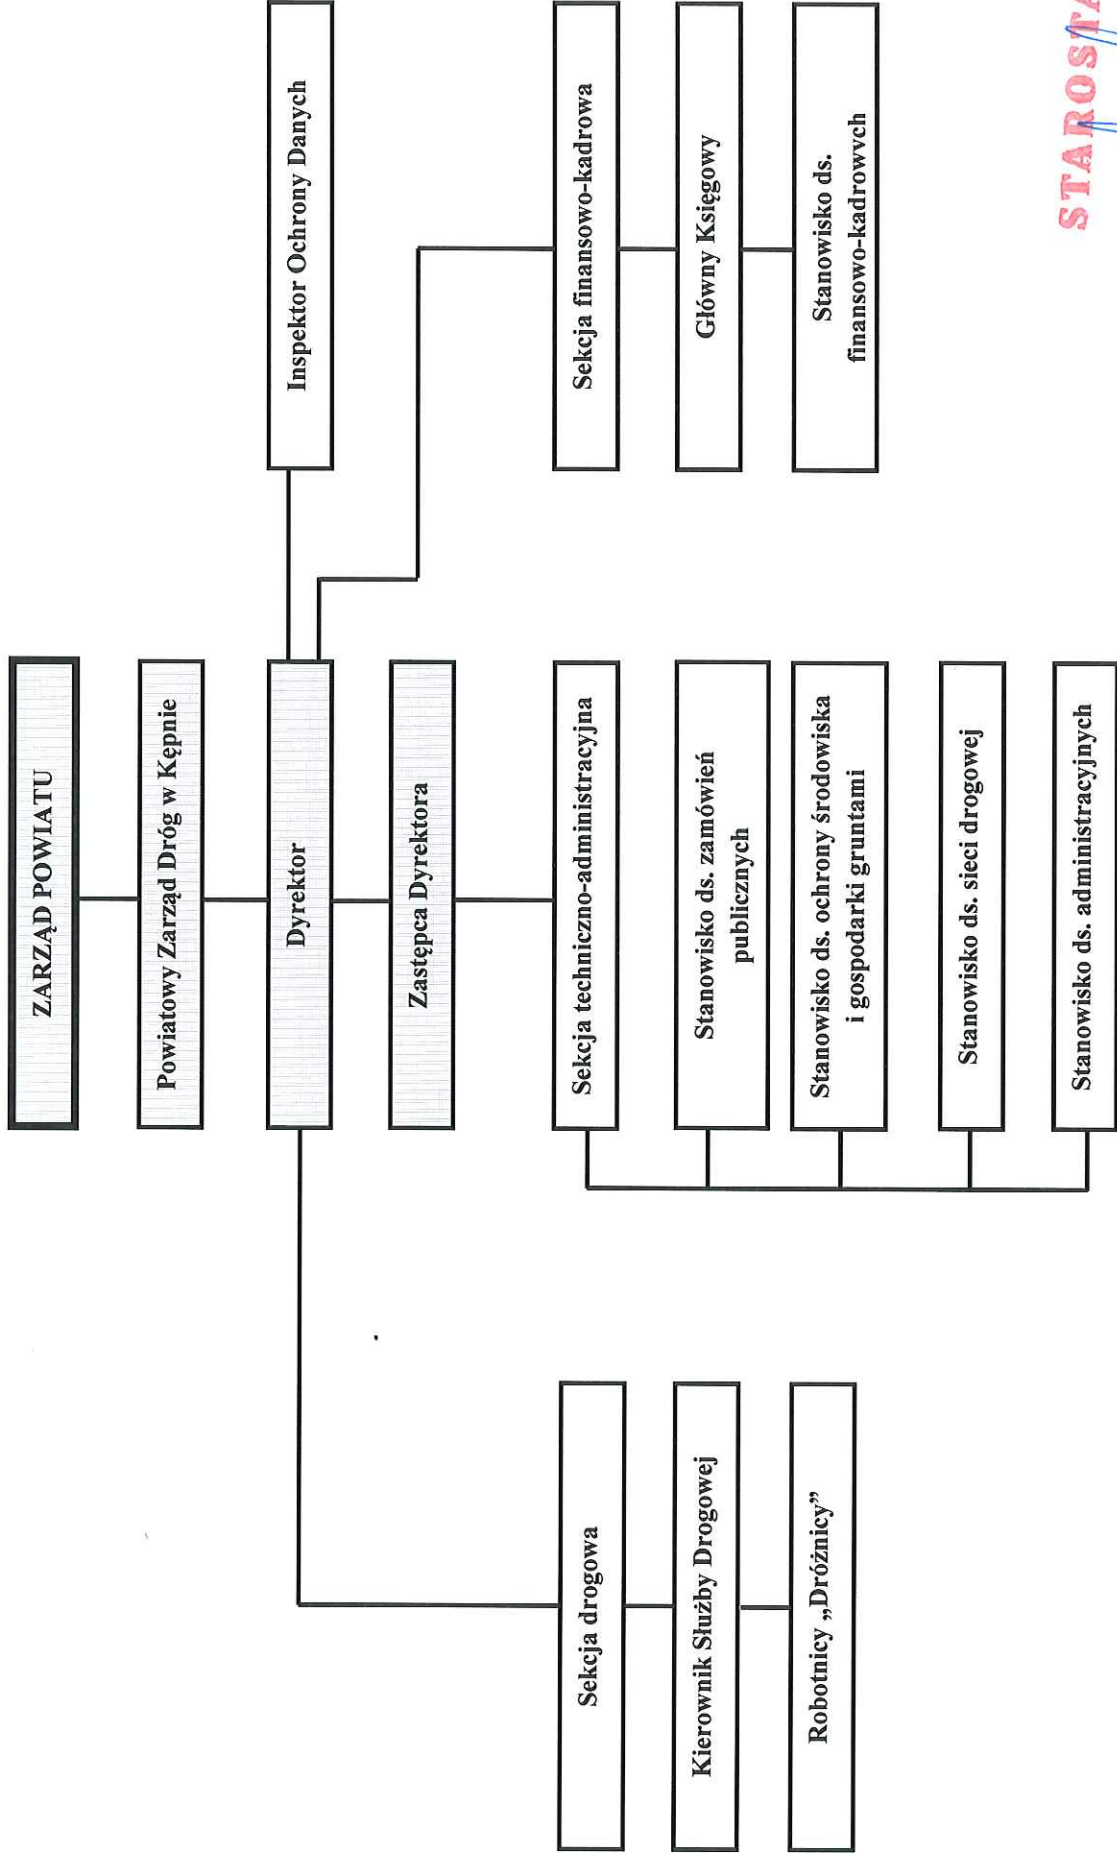 ZARZĄD POWIATU
Powiatowy Zarząd Dróg w Kępnie
Dyrektor
Inspektor Ochrony Danych
Zastępca Dyrektora
Sekcja drogowa
Kierownik Służby Drogowej
Robotnicy „Dróżnicy”
Sekcja techniczno-administracyjna
Stanowisko ds. zamówień
publicznych
Stanowisko ds. ochrony środowiska
i gospodarki gruntami
Stanowisko ds. sieci drogowej
Stanowisko ds. administracyjnych
Sekcja finansowo-kadrowa
Główny Księgowy
Stanowisko ds.
finansowo-kadrowych
STAROSTA